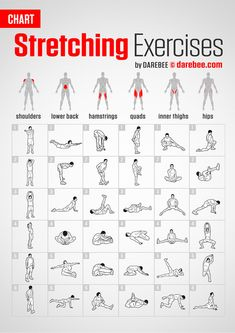 CHART
Stretching Exercises
by DAREBEE © darebee.com
shoulders lower back hamstrings quads inner thighs hips